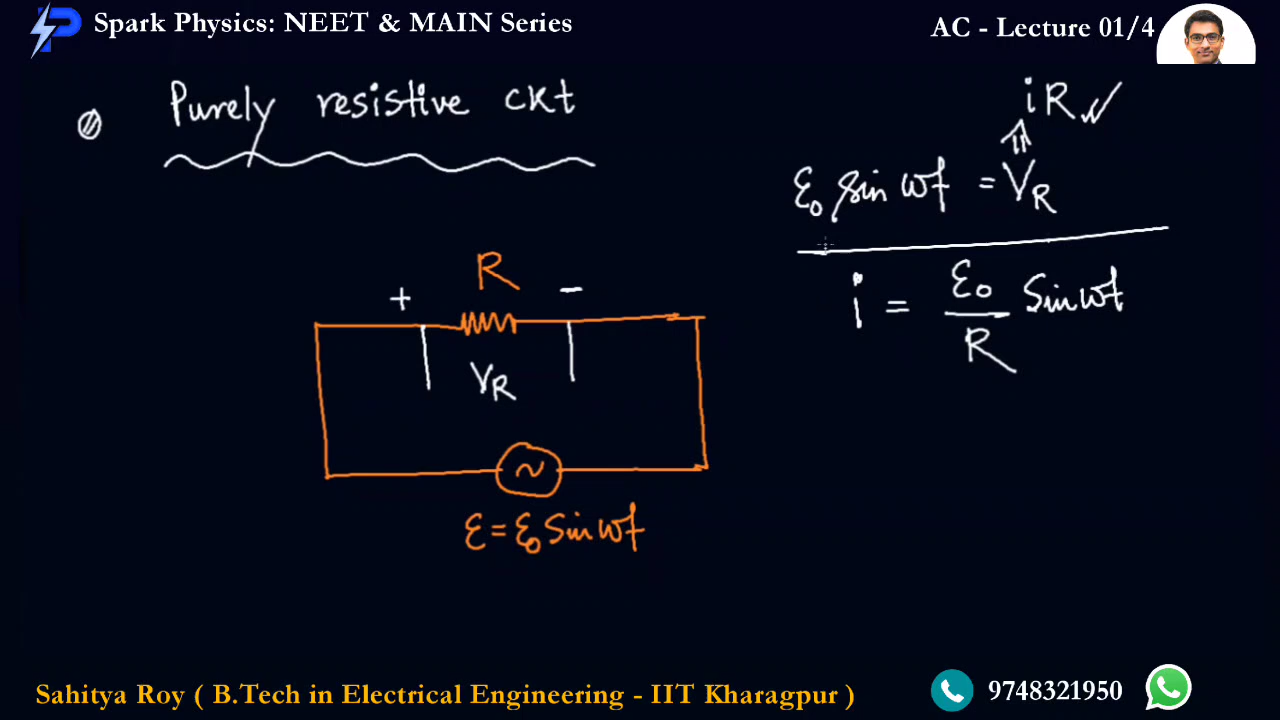 Spark Physics: NEET & MAIN Series
AC - Lecture 01/4
Purely resistive ckt
iR
ε₀ sin ωt = V_R
i = ε₀/R Sin ωt
R
+ -
V_R
~
ε = ε₀ Sin ωt
Sahitya Roy ( B.Tech in Electrical Engineering - IIT Kharagpur )
9748321950